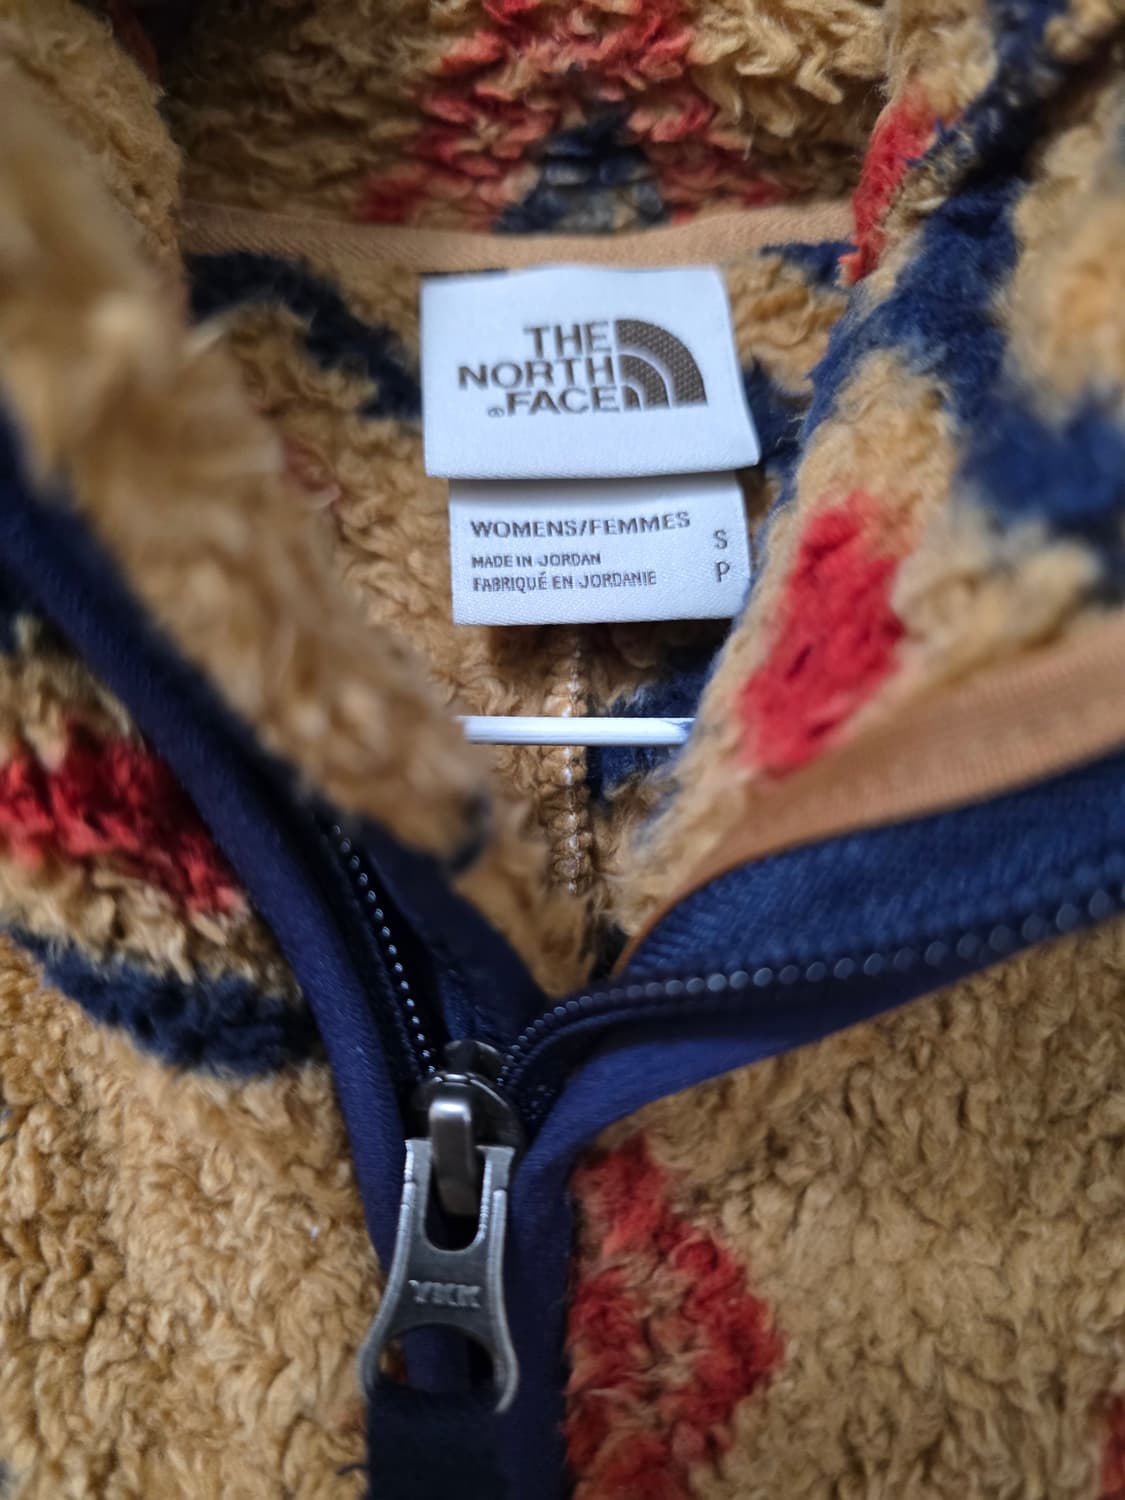 THE
NORTH
®FACE
WOMENS/FEMMES
S
MADE IN JORDAN
FABRIQUÉ EN JORDANIE
P
YKK